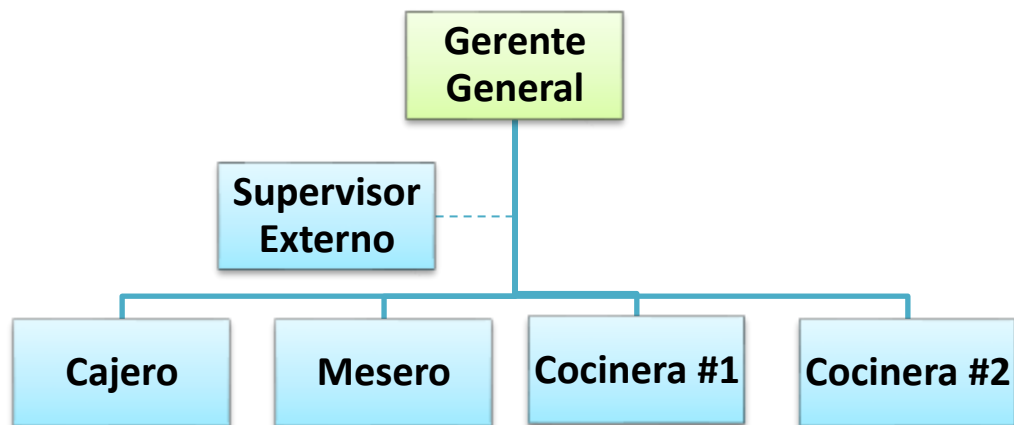 Gerente
General
Supervisor
Externo
Cajero
Mesero
Cocinera #1
Cocinera #2